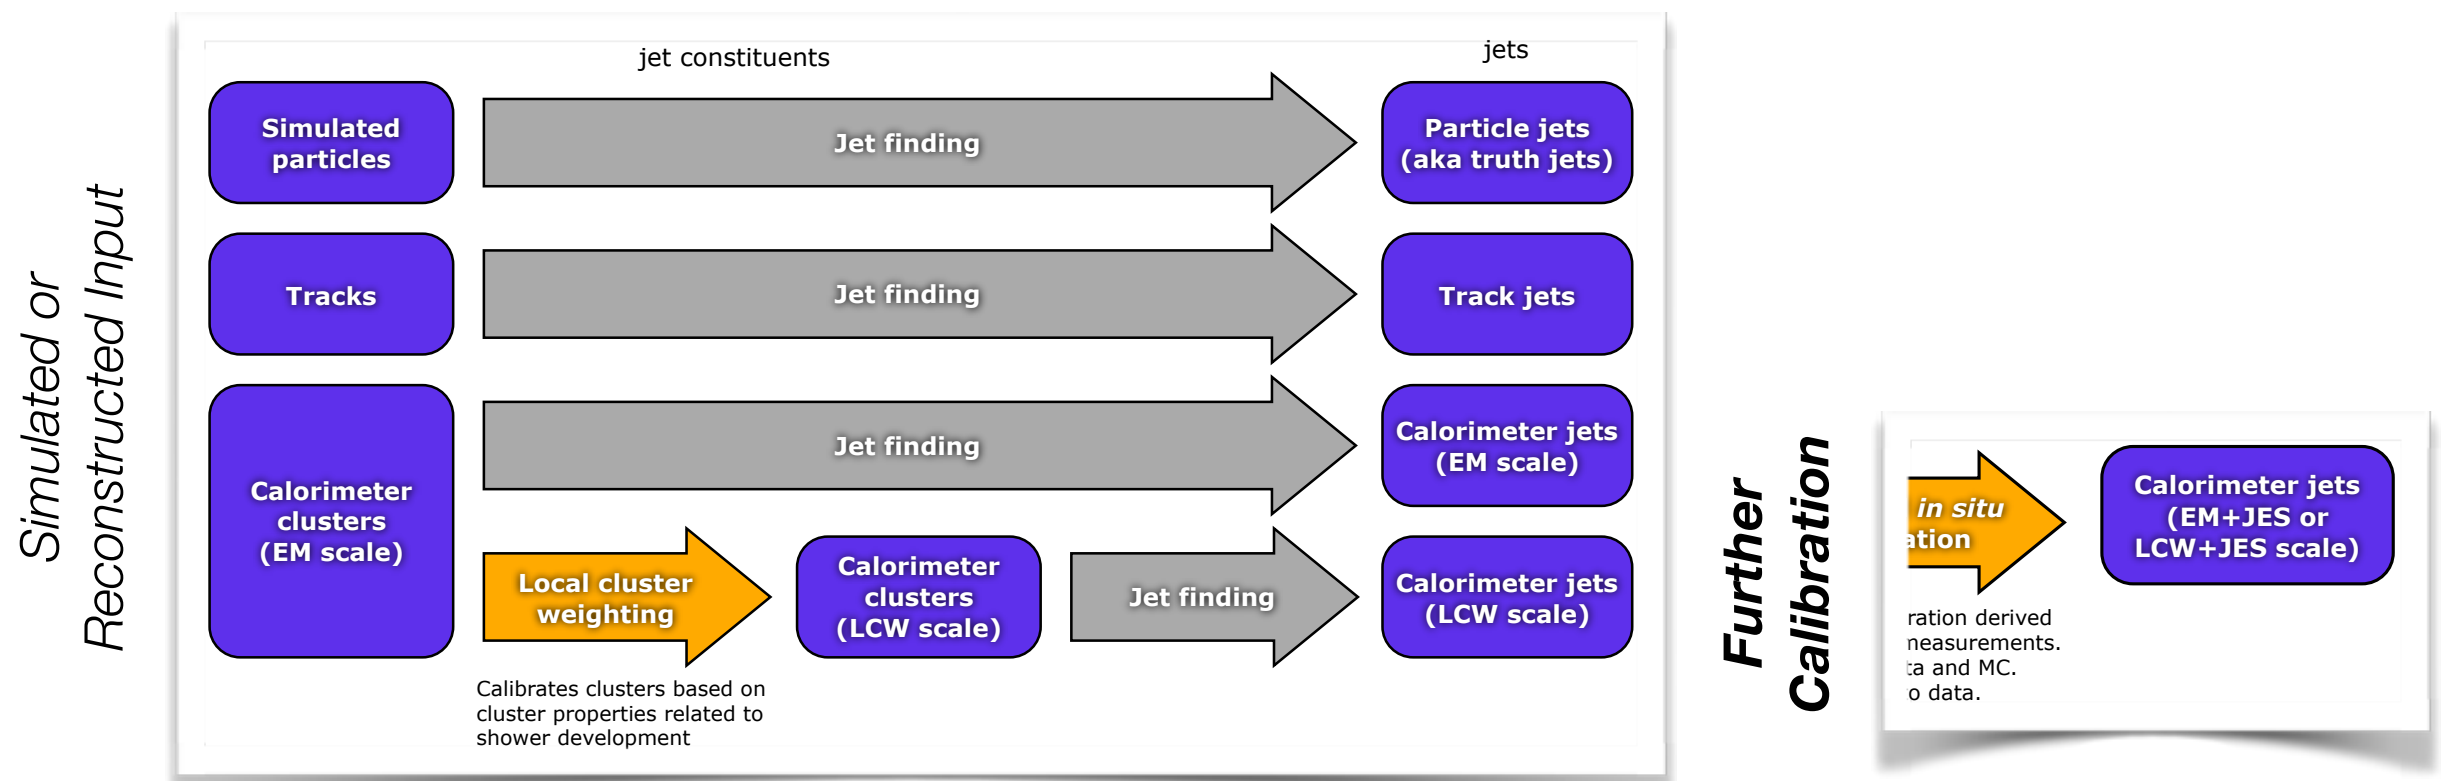 Simulated or
Reconstructed Input
jet constituents
jets
Simulated
particles
Jet finding
Particle jets
(aka truth jets)
Tracks
Jet finding
Track jets
Calorimeter
clusters
(EM scale)
Jet finding
Calorimeter jets
(EM scale)
Local cluster
weighting
Calorimeter
clusters
(LCW scale)
Jet finding
Calorimeter jets
(LCW scale)
Calibrates clusters based on
cluster properties related to
shower development
Further
Calibration
in situ
ation
Calorimeter jets
(EM+JES or
LCW+JES scale)
ration derived
measurements.
ta and MC.
o data.